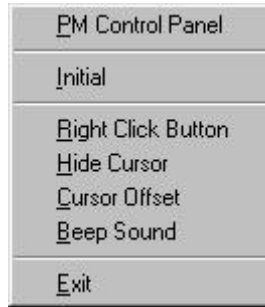 PM Control Panel
Initial
Right Click Button
Hide Cursor
Cursor Offset
Beep Sound
Exit